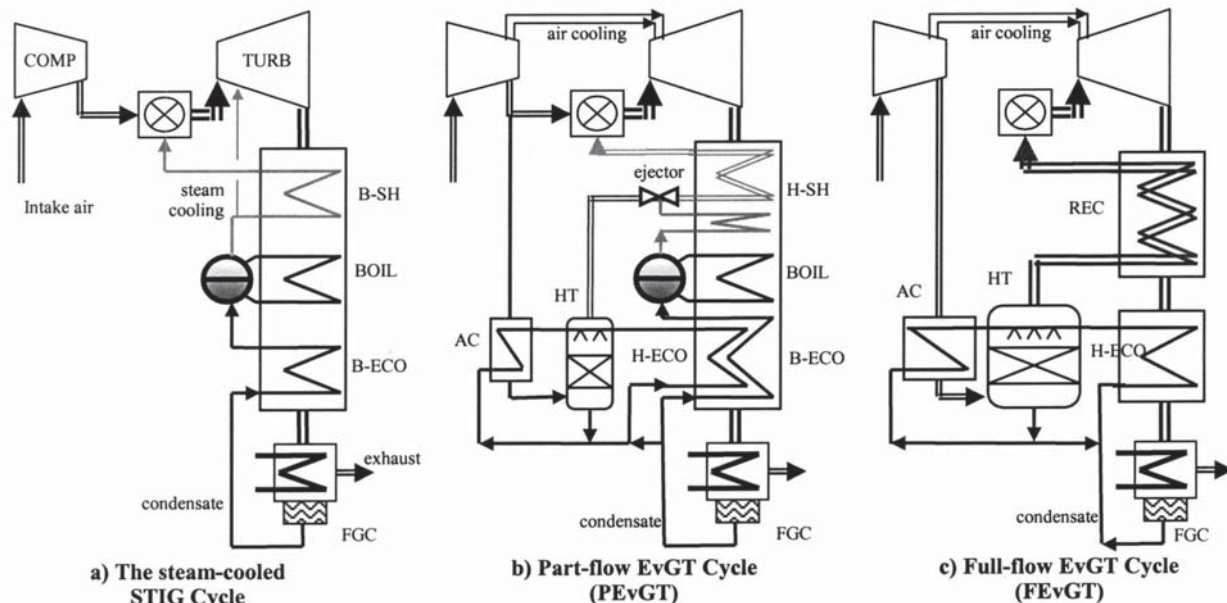 COMP
TURB
Intake air
steam
cooling
B-SH
BOIL
B-ECO
exhaust
condensate
FGC
a) The steam-cooled
STIG Cycle
air cooling
ejector
H-SH
BOIL
HT
AC
H-ECO
B-ECO
condensate
FGC
b) Part-flow EvGT Cycle
(PEvGT)
air cooling
REC
HT
AC
H-ECO
condensate
FGC
c) Full-flow EvGT Cycle
(FEvGT)